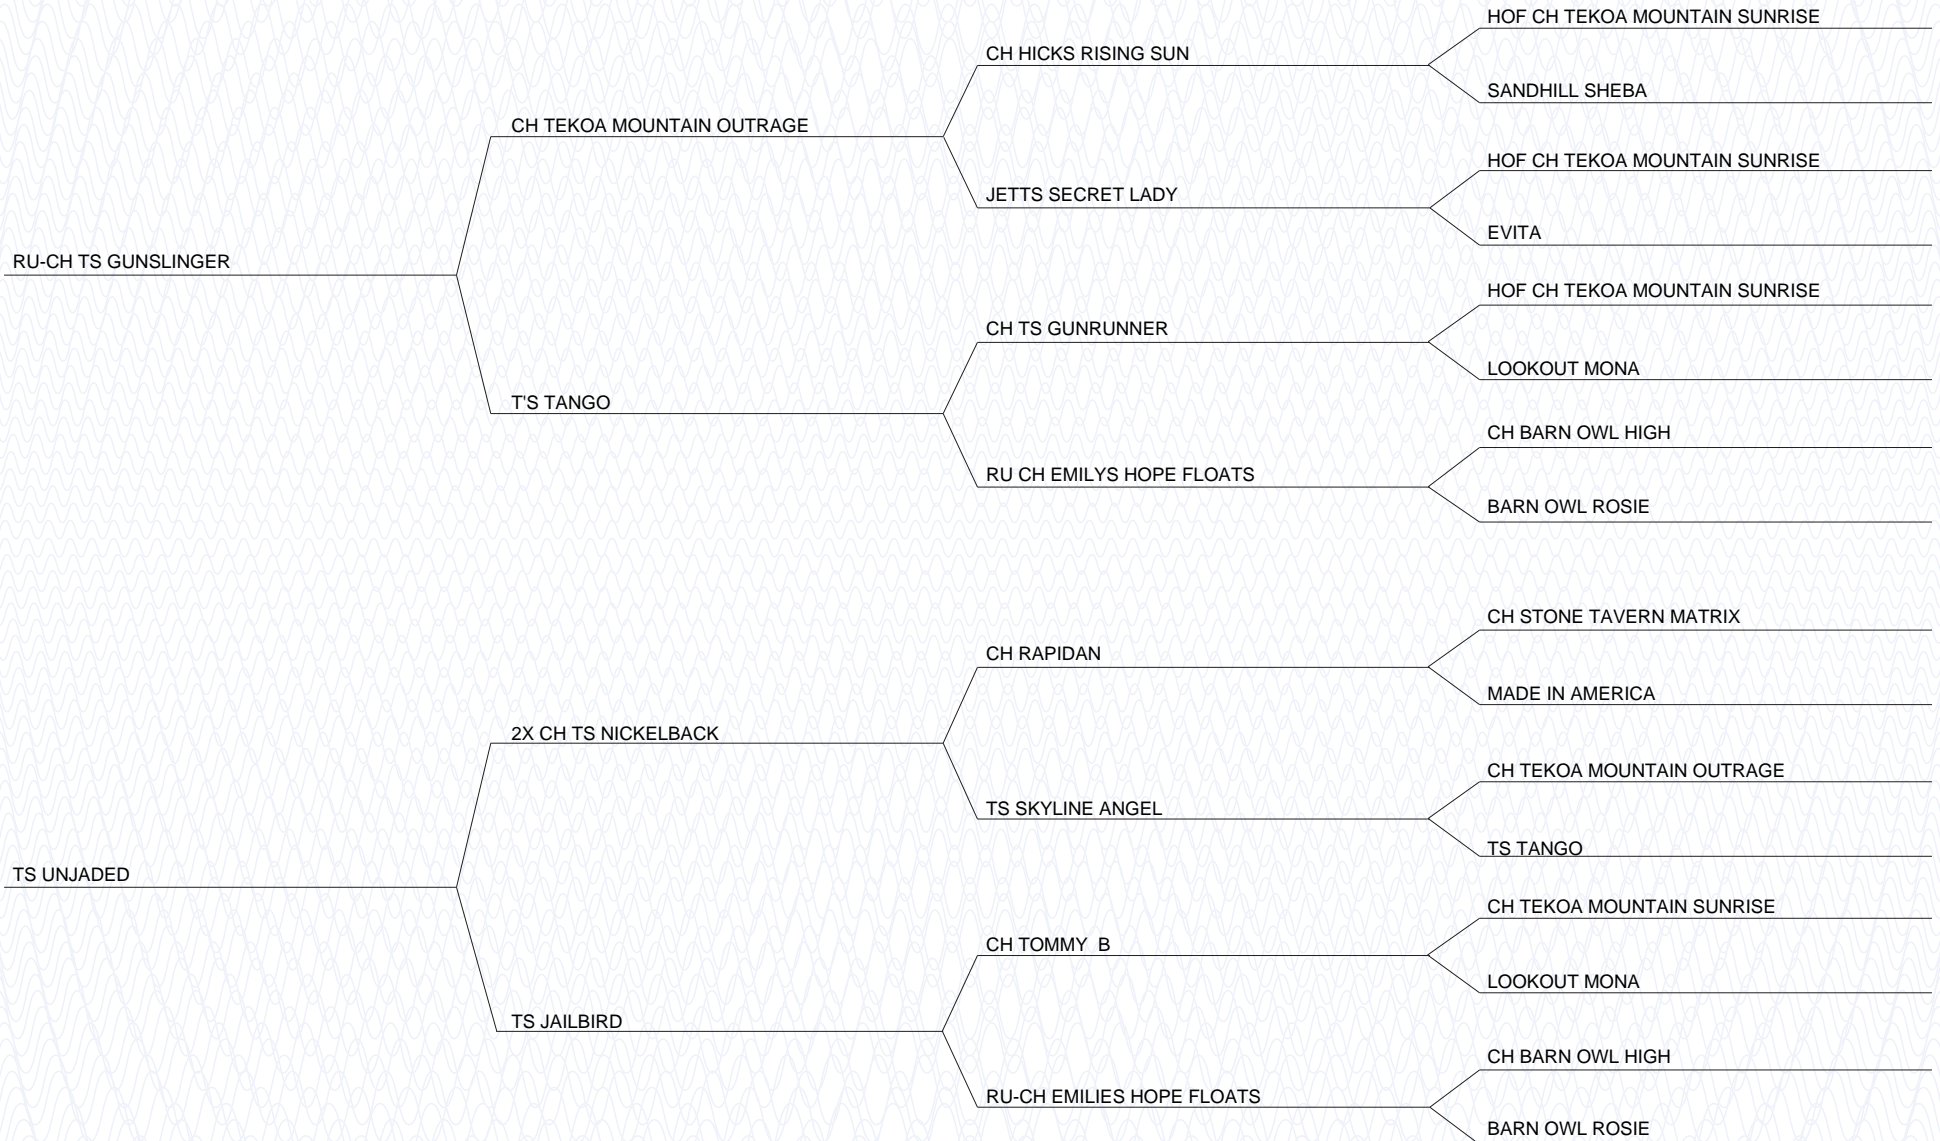 HOF CH TEKOA MOUNTAIN SUNRISE
CH HICKS RISING SUN
SANDHILL SHEBA
CH TEKOA MOUNTAIN OUTRAGE
HOF CH TEKOA MOUNTAIN SUNRISE
JETTS SECRET LADY
EVITA
RU-CH TS GUNSLINGER
HOF CH TEKOA MOUNTAIN SUNRISE
CH TS GUNRUNNER
LOOKOUT MONA
T'S TANGO
CH BARN OWL HIGH
RU CH EMILYS HOPE FLOATS
BARN OWL ROSIE
CH STONE TAVERN MATRIX
CH RAPIDAN
MADE IN AMERICA
2X CH TS NICKELBACK
CH TEKOA MOUNTAIN OUTRAGE
TS SKYLINE ANGEL
TS TANGO
TS UNJADED
CH TEKOA MOUNTAIN SUNRISE
CH TOMMY  B
LOOKOUT MONA
TS JAILBIRD
CH BARN OWL HIGH
RU-CH EMILIES HOPE FLOATS
BARN OWL ROSIE